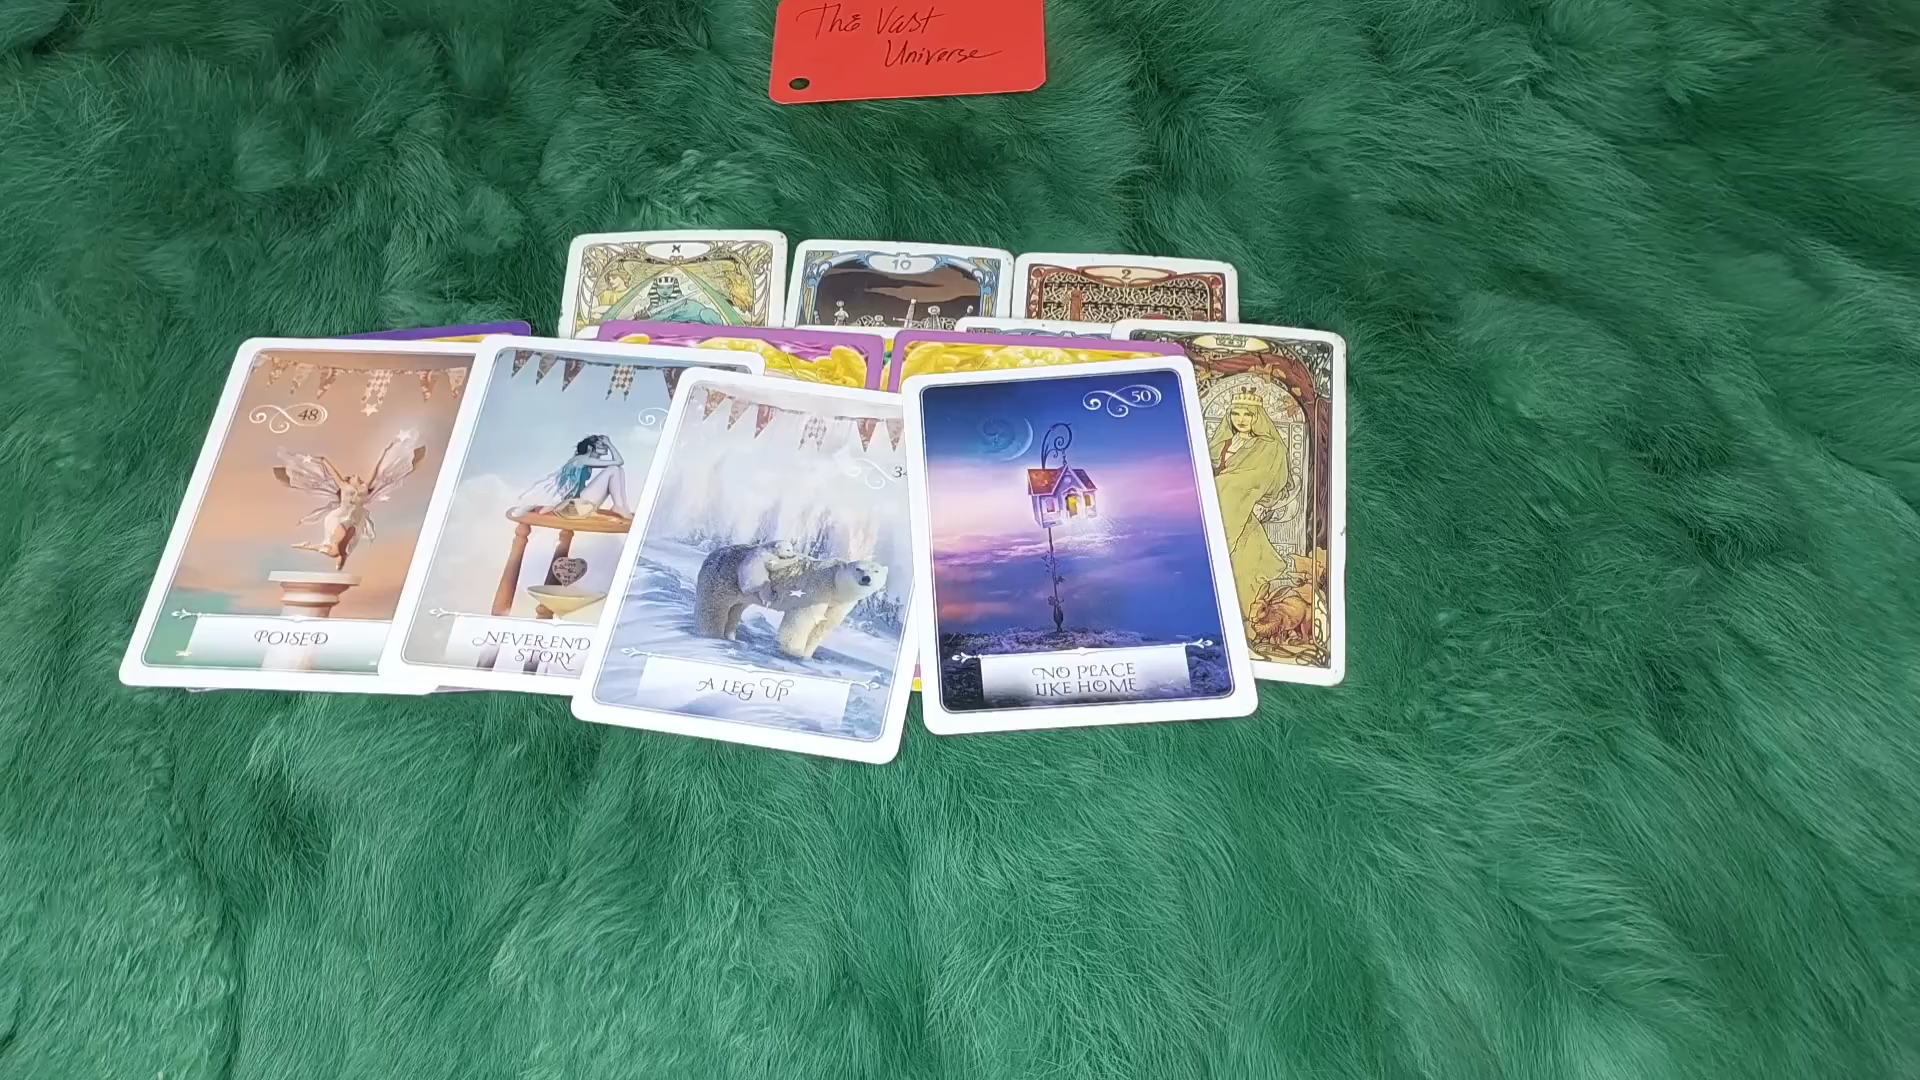 The Vast
Universe
X
10
2
48
POISED
NEVER-END
STORY
A LEG UP
50
NO PLACE
LIKE HOME